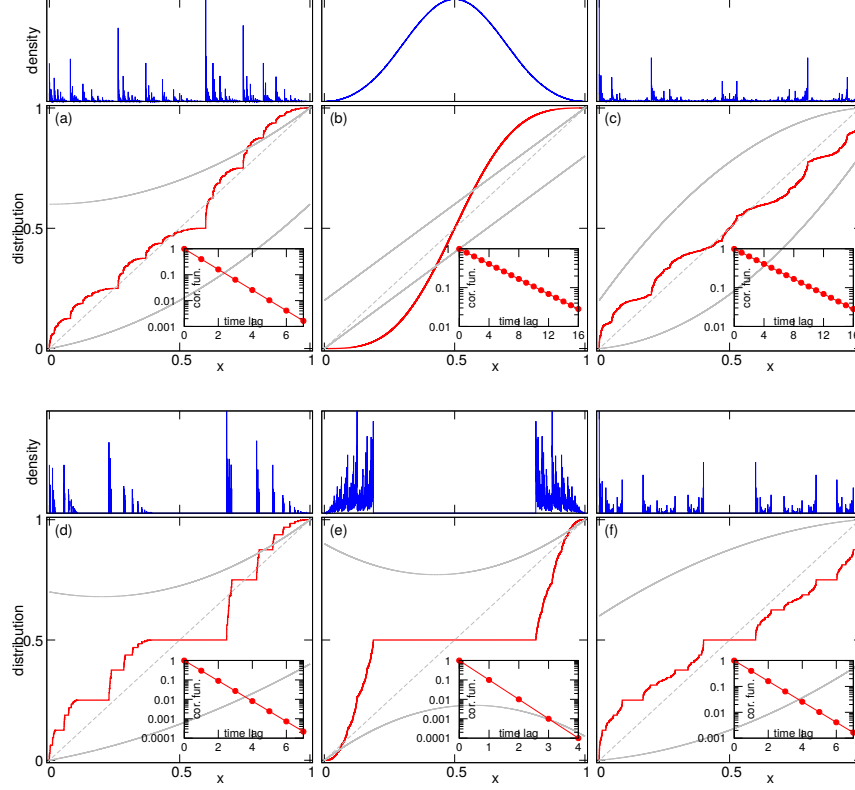 density
1 (a) (b) (c)
distribution
0.5
1 1 1
0.1 cor. fun. cor. fun. 0.1 cor. fun.
0.01 0.1
0.001 time lag 0.01 time lag 0.01 time lag
0 2 4 6 0 4 8 12 16 0 4 8 12 16
0
0 0.5 1 0 0.5 1 0 0.5
x x x
density
1 (d) (e) (f)
distribution
0.5
1 1 1
0.1 cor. fun. 0.1 cor. fun. 0.1 cor. fun.
0.01 0.01 0.01
0.001 0.001
0.0001 time lag 0.0001 time lag 0.001 time lag
0 2 4 6 0 1 2 3 4 0 2 4 6
0
0 0.5 1 0 0.5 1 0 0.5
x x x